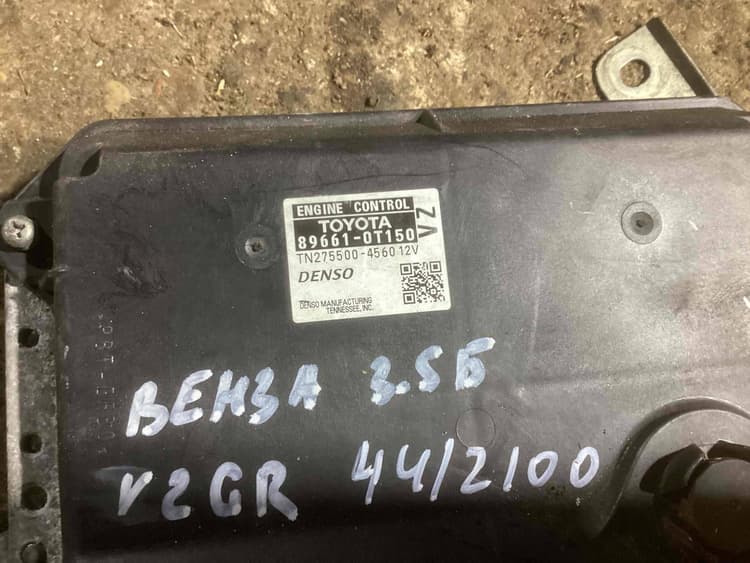 ENGINE CONTROL
TOYOTA
89661-0T150
VZ
TN275500-4560 12V
DENSO
DENSO MANUFACTURING
TENNESSEE, INC.
ВЕНЗА 3.5Б
V2GR 44/2100